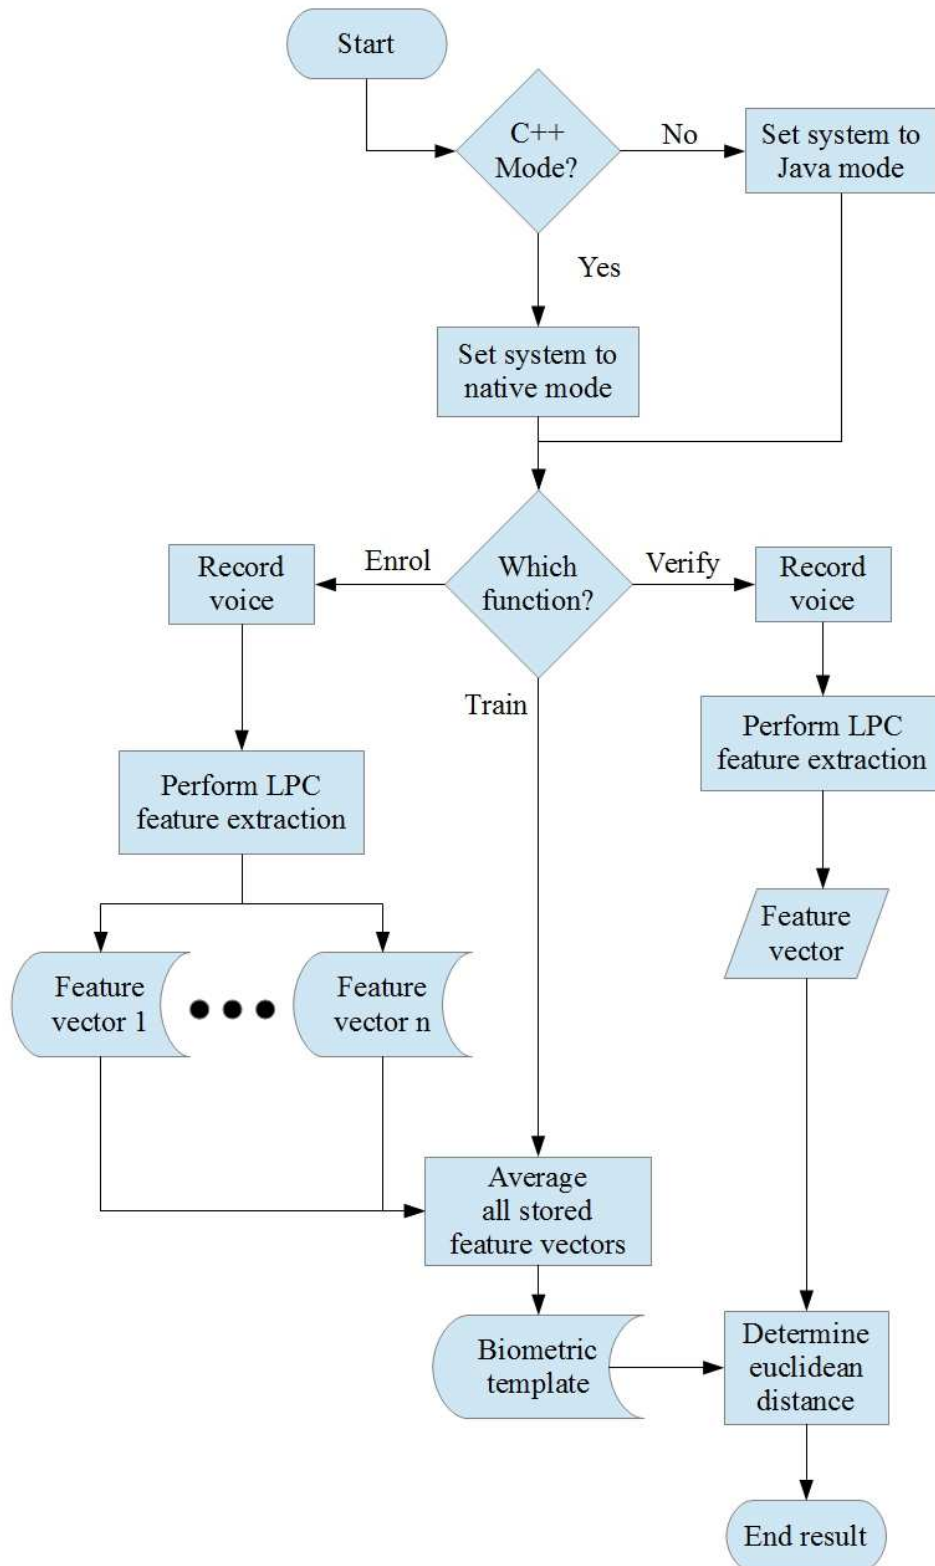 Start
C++
Mode?
No
Set system to
Java mode
Yes
Set system to
native mode
Which
function?
Enrol
Record
voice
Verify
Record
voice
Train
Perform LPC
feature extraction
Perform LPC
feature extraction
Feature
vector 1
Feature
vector n
Feature
vector
Average
all stored
feature vectors
Biometric
template
Determine
euclidean
distance
End result